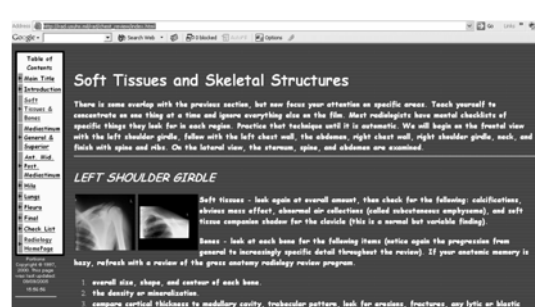 Address
Go
Links
Google
Search Web
blocked
Options
Table of
Contents
Main Title
Introduction
Soft
Tissues &
Bones
Mediastinum
General &
Superior
Ant. Mid.
Post.
Mediastinum
Hila
Lungs
Pleura
Final
Check List
Radiology
HomePage
Soft Tissues and Skeletal Structures
There is some overlap with the previous section, but now focus your attention on specific areas. Teach yourself to
concentrate on one thing at a time and ignore everything else on the film. Most radiologists have mental checklists of
specific things they look for in each region. Practice that technique until it is automatic. We will begin on the frontal view
with the left shoulder girdle, follow with the left chest wall, the abdomen, right chest wall, right shoulder girdle, neck, and
finish with spine and ribs. On the lateral view, the sternum, spine, and abdomen are examined.
LEFT SHOULDER GIRDLE
Soft tissues - look again at overall amount, then check for the following: calcifications,
obvious mass effect, abnormal air collections (called subcutaneous emphysema), and soft
tissue companion shadow for the clavicle (this is a normal but variable finding).
Bones - look at each bone for the following items (notice again the progression from
general to increasingly specific detail throughout the review). If your anatomic memory is
hazy, refresh with a review of the gross anatomy radiology review program.
1 overall size, shape, and contour of each bone.
2 the density or mineralization.
3 compare cortical thickness to medullary cavity, trabecular pattern, look for erosions, fractures, any lytic or blastic